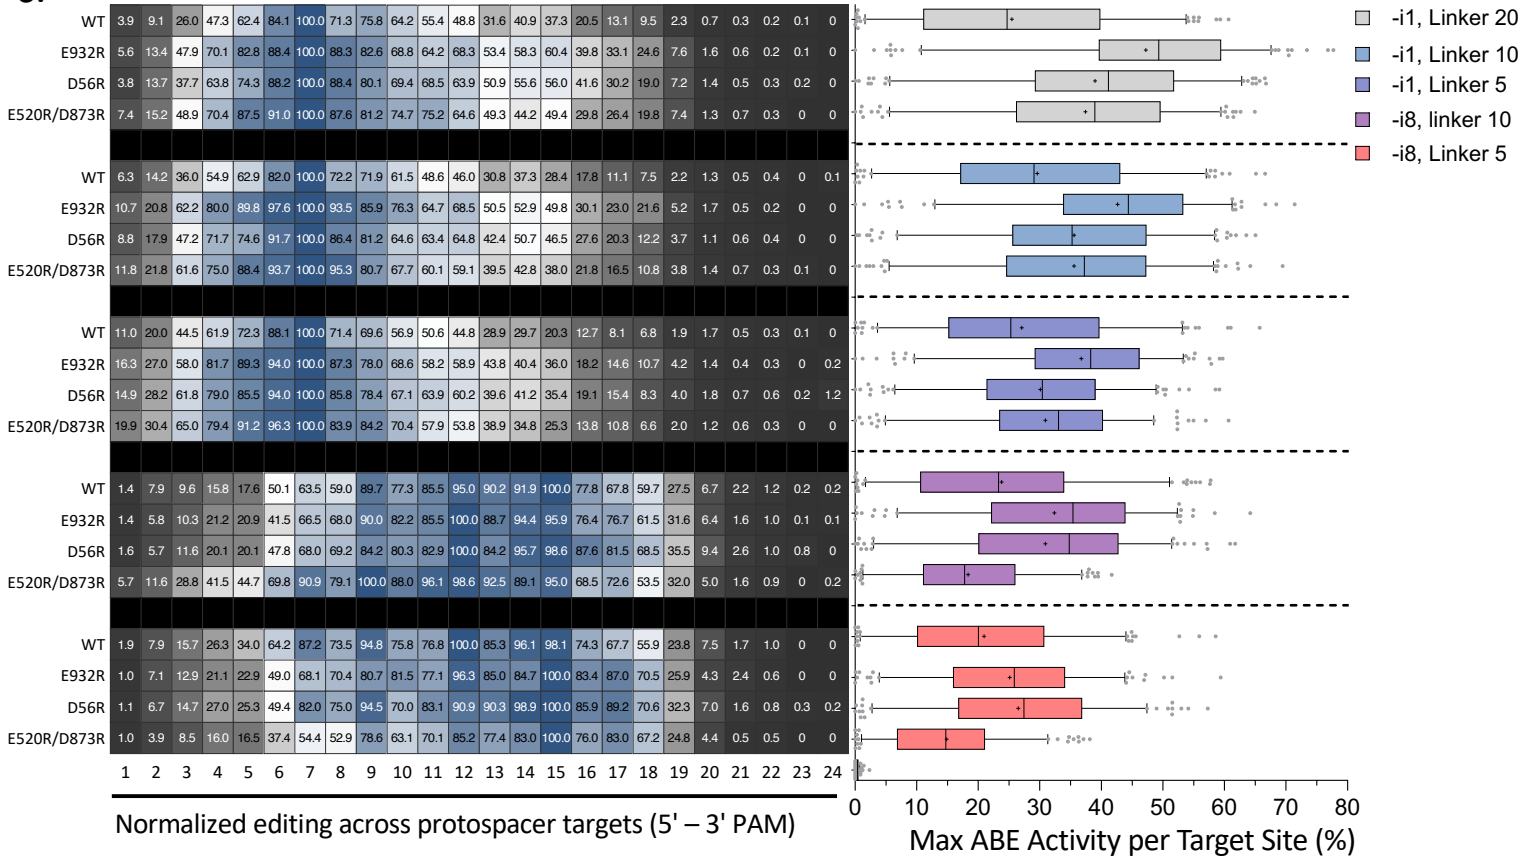 WT 3.9 9.1 26.0 47.3 62.4 84.1 100.0 71.3 75.8 64.2 55.4 48.8 31.6 40.9 37.3 20.5 13.1 9.5 2.3 0.7 0.3 0.2 0.1 0
E932R 5.6 13.4 47.9 70.1 82.8 88.4 100.0 88.3 82.6 68.8 64.2 68.3 53.4 58.3 60.4 39.8 33.1 24.6 7.6 1.6 0.6 0.2 0.1 0
D56R 3.8 13.7 37.7 63.8 74.3 88.2 100.0 88.4 80.1 69.4 68.5 63.9 50.9 55.6 56.0 41.6 30.2 19.0 7.2 1.4 0.5 0.3 0.2 0
E520R/D873R 7.4 15.2 48.9 70.4 87.5 91.0 100.0 87.6 81.2 74.7 75.2 64.6 49.3 44.2 49.4 29.8 26.4 19.8 7.4 1.3 0.7 0.3 0 0
WT 6.3 14.2 36.0 54.9 62.9 82.0 100.0 72.2 71.9 61.5 48.6 46.0 30.8 37.3 28.4 17.8 11.1 7.5 2.2 1.3 0.5 0.4 0 0.1
E932R 10.7 20.8 62.2 80.0 89.8 97.6 100.0 93.5 85.9 76.3 64.7 68.5 50.5 52.9 49.8 30.1 23.0 21.6 5.2 1.7 0.5 0.2 0 0
D56R 8.8 17.9 47.2 71.7 74.6 91.7 100.0 86.4 81.2 64.6 63.4 64.8 42.4 50.7 46.5 27.6 20.3 12.2 3.7 1.1 0.6 0.4 0 0
E520R/D873R 11.8 21.8 61.6 75.0 88.4 93.7 100.0 95.3 80.7 67.7 60.1 59.1 39.5 42.8 38.0 21.8 16.5 10.8 3.8 1.4 0.7 0.3 0.1 0
WT 11.0 20.0 44.5 61.9 72.3 88.1 100.0 71.4 69.6 56.9 50.6 44.8 28.9 29.7 20.3 12.7 8.1 6.8 1.9 1.7 0.5 0.3 0.1 0
E932R 16.3 27.0 58.0 81.7 89.3 94.0 100.0 87.3 78.0 68.6 58.2 58.9 43.8 40.4 36.0 18.2 14.6 10.7 4.2 1.4 0.4 0.3 0 0.2
D56R 14.9 28.2 61.8 79.0 85.5 94.0 100.0 85.8 78.4 67.1 63.9 60.2 39.6 41.2 35.4 19.1 15.4 8.3 4.0 1.8 0.7 0.6 0.2 1.2
E520R/D873R 19.9 30.4 65.0 79.4 91.2 96.3 100.0 83.9 84.2 70.4 57.9 53.8 38.9 34.8 25.3 13.8 10.8 6.6 2.0 1.2 0.6 0.3 0 0
WT 1.4 7.9 9.6 15.8 17.6 50.1 63.5 59.0 89.7 77.3 85.5 95.0 90.2 91.9 100.0 77.8 67.8 59.7 27.5 6.7 2.2 1.2 0.2 0.2
E932R 1.4 5.8 10.3 21.2 20.9 41.5 66.5 68.0 90.0 82.2 85.5 100.0 88.7 94.4 95.9 76.4 76.7 61.5 31.6 6.4 1.6 1.0 0.1 0.1
D56R 1.6 5.7 11.6 20.1 20.1 47.8 68.0 69.2 84.2 80.3 82.9 100.0 84.2 95.7 98.6 87.6 81.5 68.5 35.5 9.4 2.6 1.0 0.8 0
E520R/D873R 5.7 11.6 28.8 41.5 44.7 69.8 90.9 79.1 100.0 88.0 96.1 98.6 92.5 89.1 95.0 68.5 72.6 53.5 32.0 5.0 1.6 0.9 0 0.2
WT 1.9 7.9 15.7 26.3 34.0 64.2 87.2 73.5 94.8 75.8 76.8 100.0 85.3 96.1 98.1 74.3 67.7 55.9 23.8 7.5 1.7 1.0 0 0
E932R 1.0 7.1 12.9 21.1 22.9 49.0 68.1 70.4 80.7 81.5 77.1 96.3 85.0 84.7 100.0 83.4 87.0 70.5 25.9 4.3 2.4 0.6 0 0
D56R 1.1 6.7 14.7 27.0 25.3 49.4 82.0 75.0 94.5 70.0 83.1 90.9 90.3 98.9 100.0 85.9 89.2 70.6 32.3 7.0 1.6 0.8 0.3 0.2
E520R/D873R 1.0 3.9 8.5 16.0 16.5 37.4 54.4 52.9 78.6 63.1 70.1 85.2 77.4 83.0 100.0 76.0 83.0 67.2 24.8 4.4 0.5 0.5 0 0
1 2 3 4 5 6 7 8 9 10 11 12 13 14 15 16 17 18 19 20 21 22 23 24
Normalized editing across protospacer targets (5' – 3' PAM)
0 10 20 30 40 50 60 70 80
Max ABE Activity per Target Site (%)
-i1, Linker 20
-i1, Linker 10
-i1, Linker 5
-i8, linker 10
-i8, Linker 5